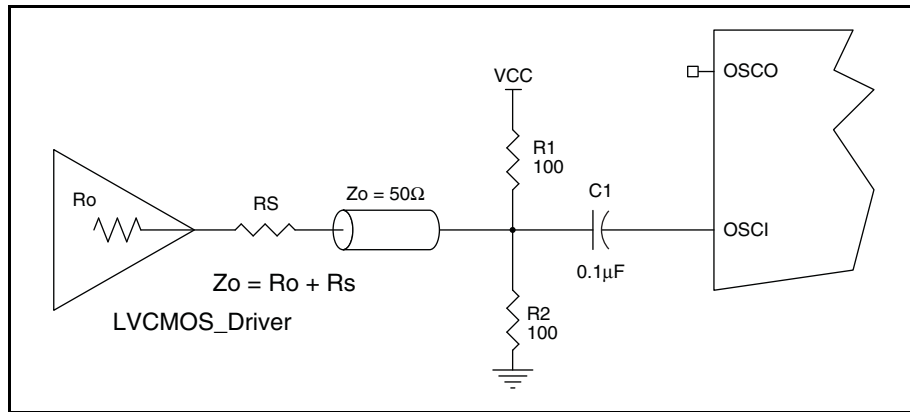 VCC
OSCO
R1
100
Ro
RS
Zo = 50Ω
C1
OSCI
0.1μF
Zo = Ro + Rs
R2
100
LVCMOS_Driver